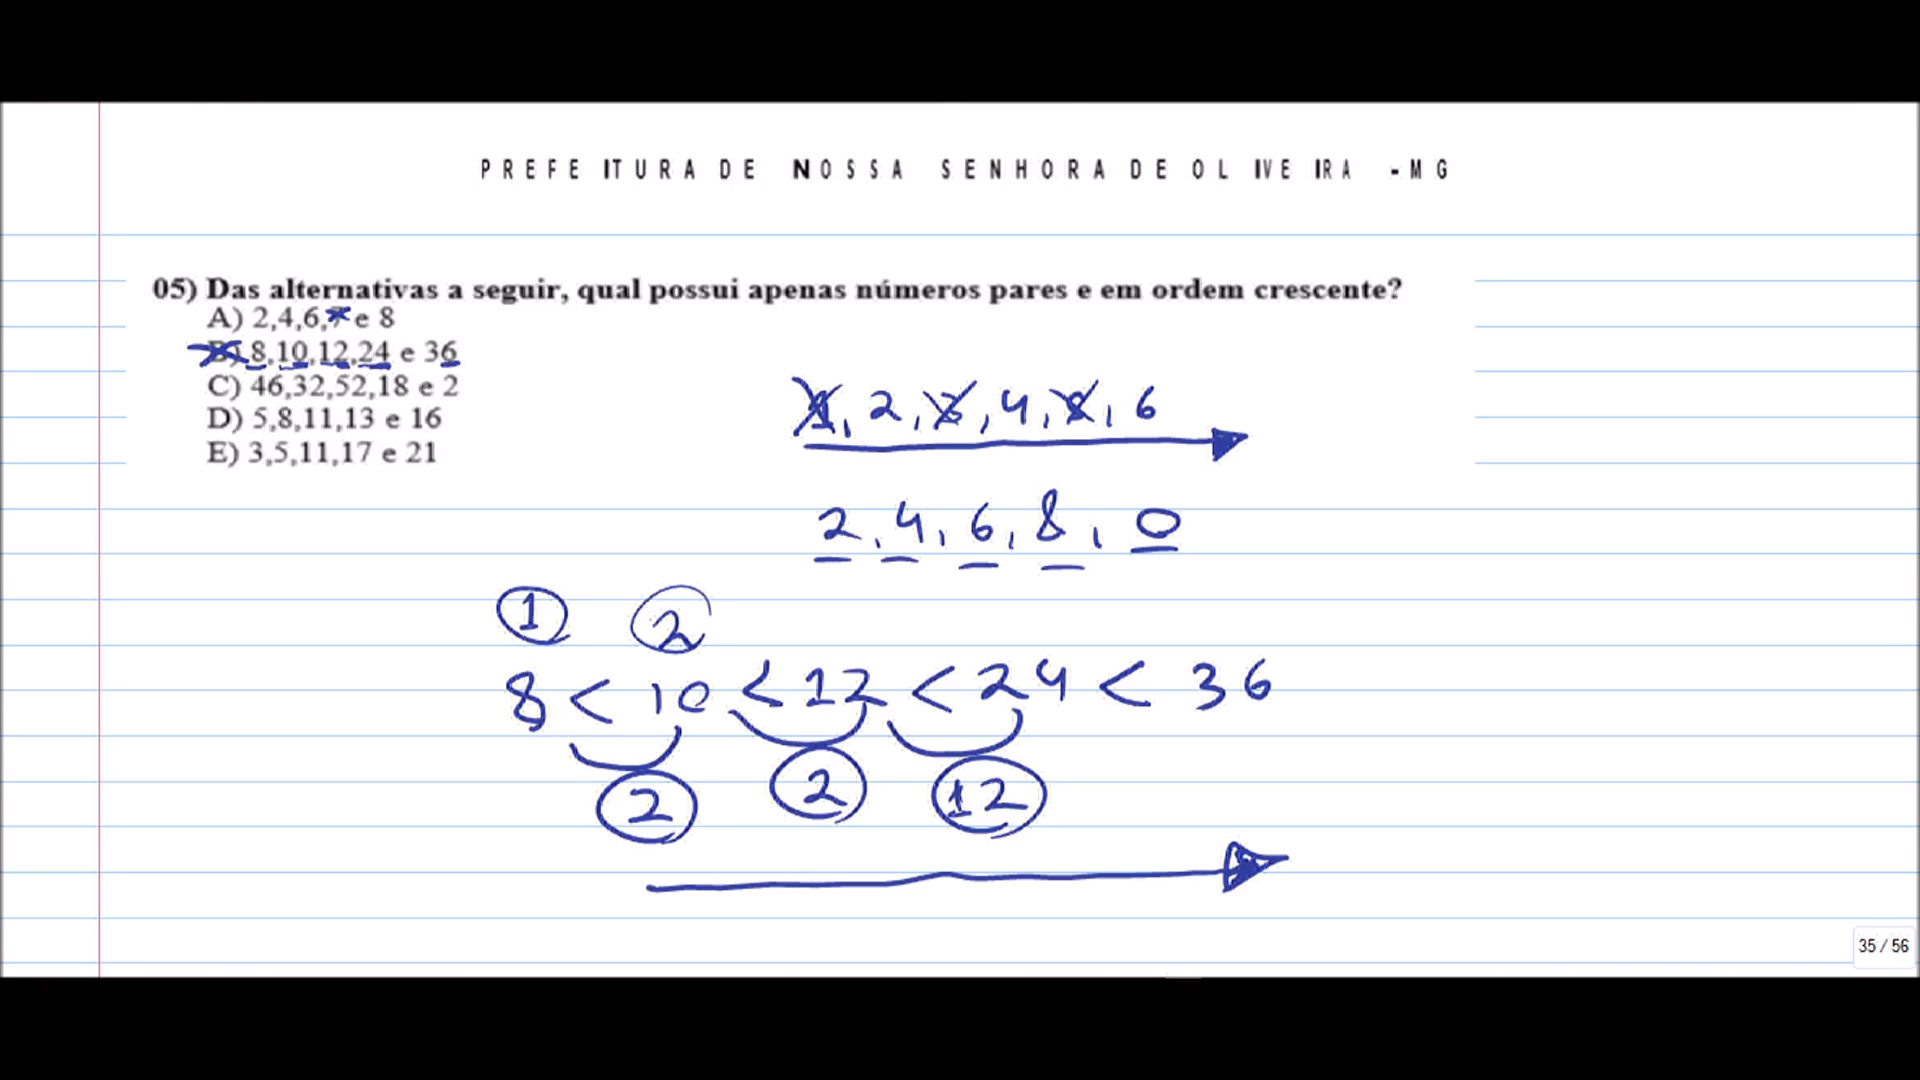 PREFEITURA DE NOSSA SENHORA DE OLIVEIRA - MG
05) Das alternativas a seguir, qual possui apenas números pares e em ordem crescente?
A) 2,4,6,7 e 8
B) 8,10,12,24 e 36
C) 46,32,52,18 e 2
D) 5,8,11,13 e 16
E) 3,5,11,17 e 21
1, 2, 3, 4, 5, 6
2, 4, 6, 8, 0
1 2
8 < 10 < 12 < 24 < 36
2 2 12
35 / 56